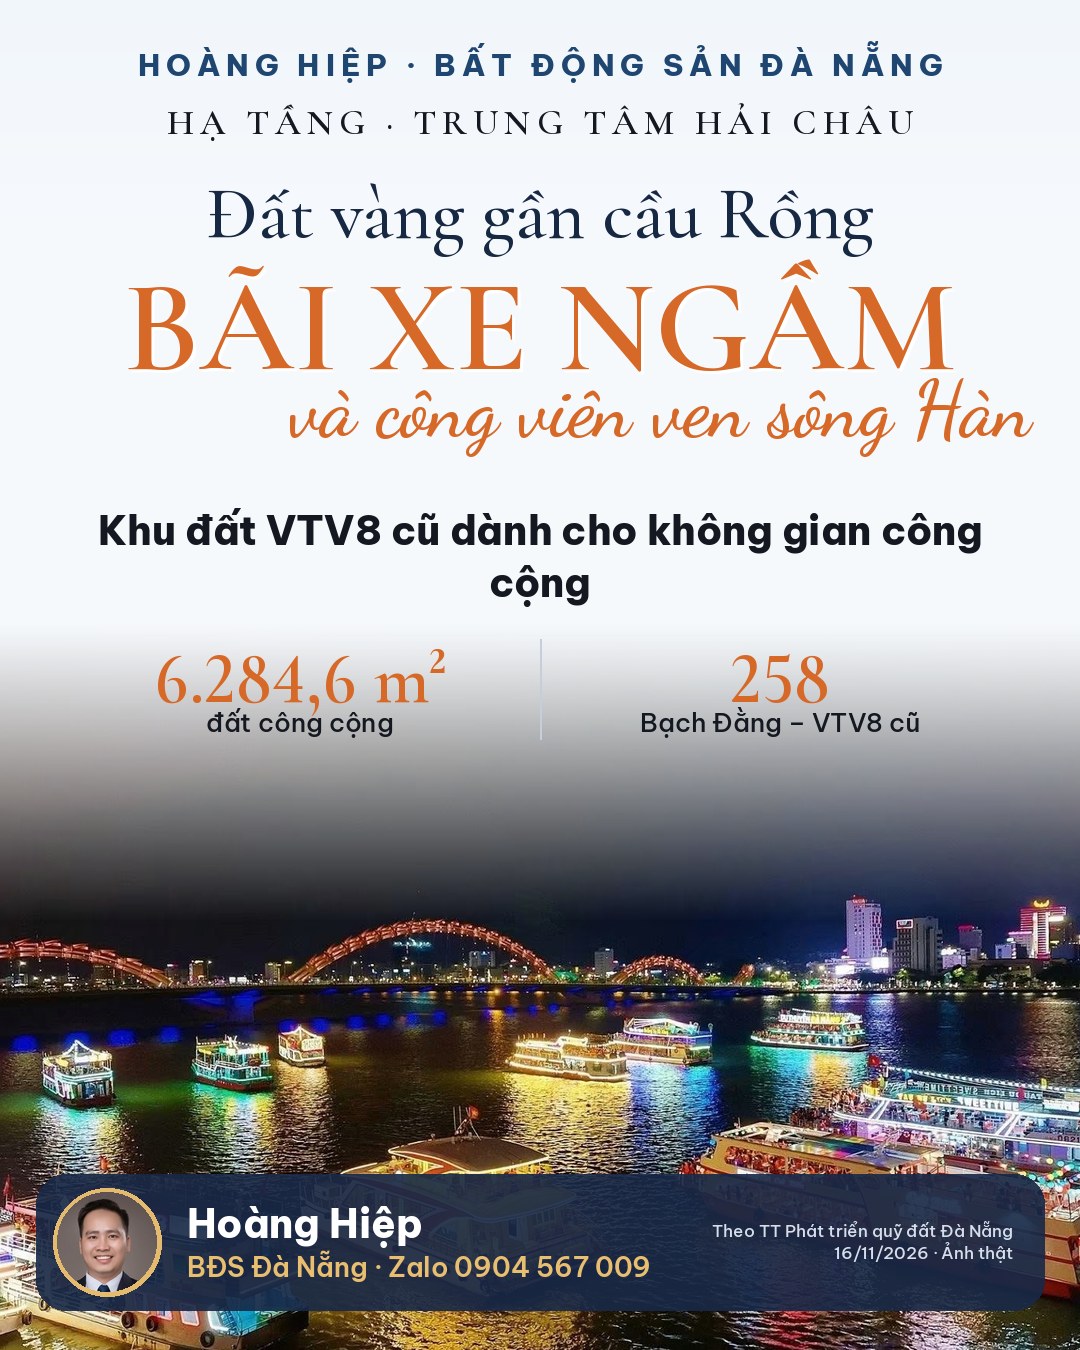 HOÀNG HIỆP · BẤT ĐỘNG SẢN ĐÀ NẴNG
HẠ TẦNG · TRUNG TÂM HẢI CHÂU
Đất vàng gần cầu Rồng
BÃI XE NGẦM
và công viên ven sông Hàn
Khu đất VTV8 cũ dành cho không gian công
cộng
6.284,6 m²
đất công cộng
258
Bạch Đằng – VTV8 cũ
Hoàng Hiệp
BĐS Đà Nẵng · Zalo 0904 567 009
Theo TT Phát triển quỹ đất Đà Nẵng
16/11/2026 · Ảnh thật